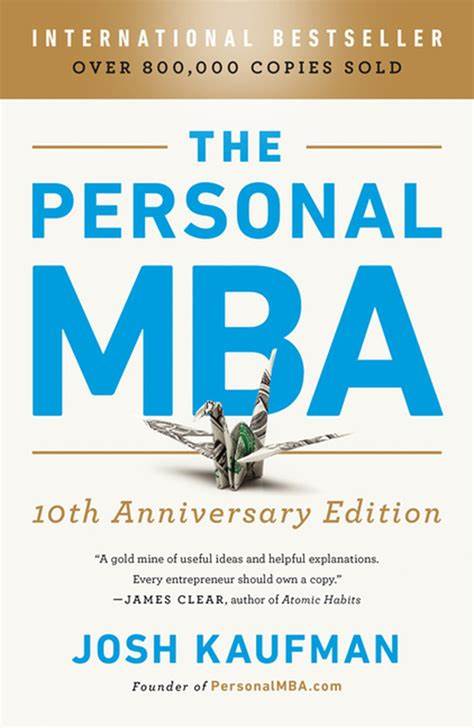 INTERNATIONAL BESTSELLER
OVER 800,000 COPIES SOLD
THE
PERSONAL
MBA
10th Anniversary Edition
“A gold mine of useful ideas and helpful explanations.
Every entrepreneur should own a copy.”
—JAMES CLEAR, author of Atomic Habits
JOSH KAUFMAN
Founder of PersonalMBA.com